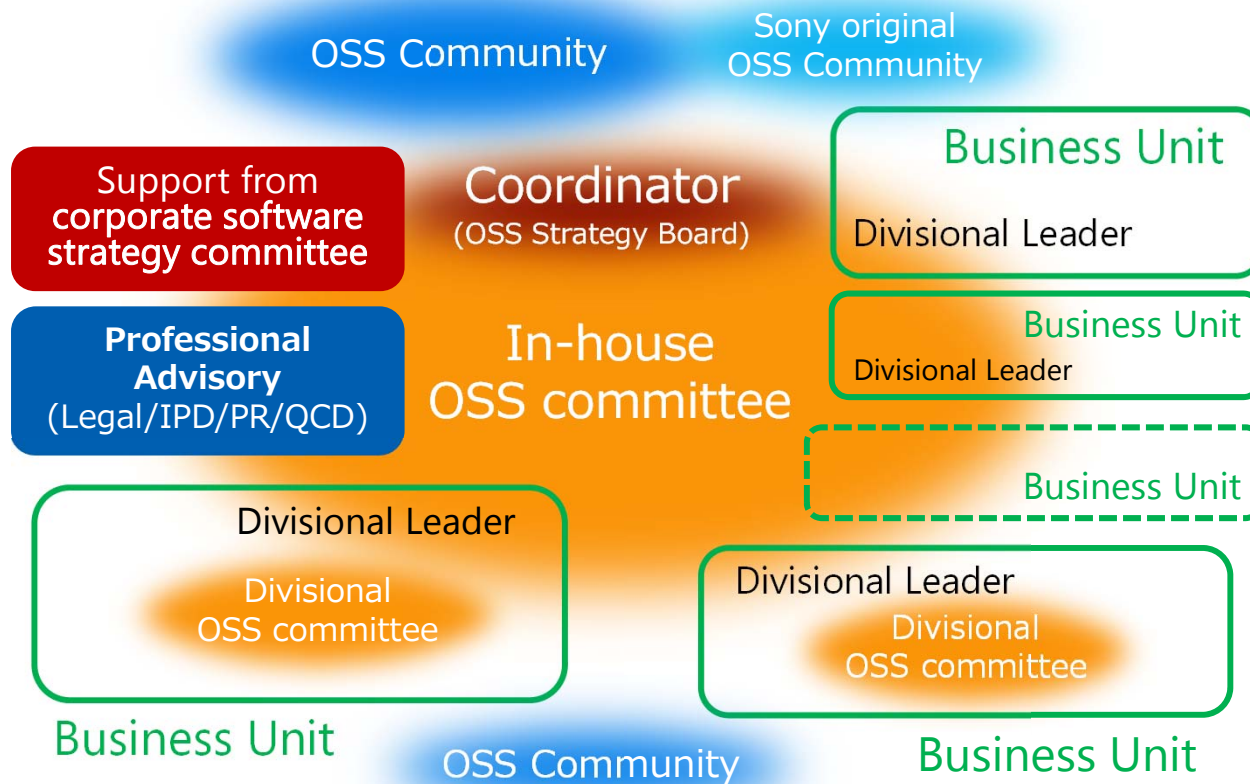 OSS Community
Sony original
OSS Community
Support from
corporate software
strategy committee
Coordinator
(OSS Strategy Board)
Business Unit
Divisional Leader
Professional
Advisory
(Legal/IPD/PR/QCD)
In-house
OSS committee
Business Unit
Divisional Leader
Business Unit
Divisional Leader
Divisional
OSS committee
Business Unit
Divisional Leader
Divisional
OSS committee
Business Unit
OSS Community